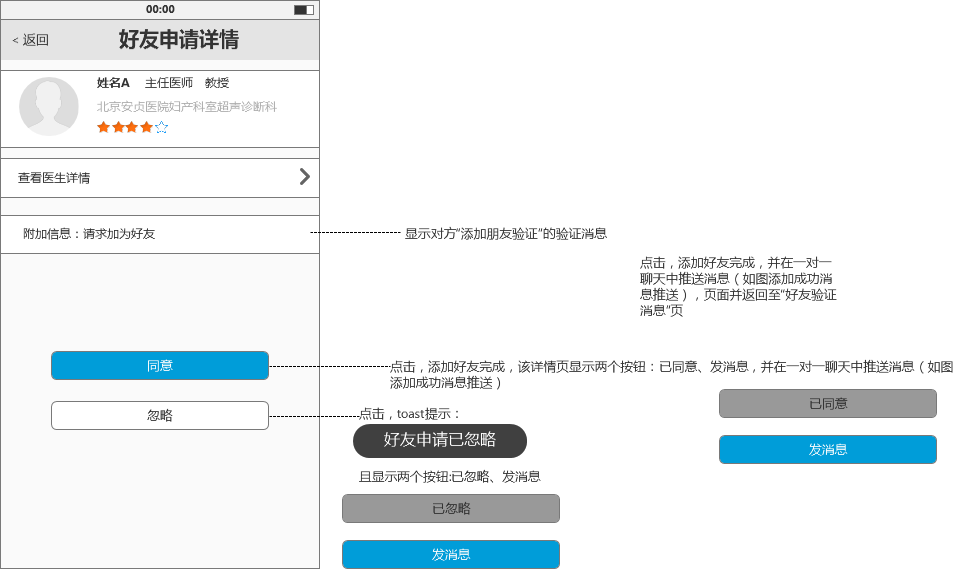 00:00
< 返回
好友申请详情
姓名A 主任医师 教授
北京安贞医院妇产科室超声诊断科
查看医生详情
附加信息：请求加为好友
显示对方“添加朋友验证”的验证消息
点击，添加好友完成，并在一对一
聊天中推送消息（如图添加成功消
息推送），页面并返回至“好友验证
消息”页
同意
点击，添加好友完成，该详情页显示两个按钮：已同意、发消息，并在一对一聊天中推送消息（如图
添加成功消息推送）
已同意
发消息
忽略
点击，toast提示：
好友申请已忽略
且显示两个按钮:已忽略、发消息
已忽略
发消息